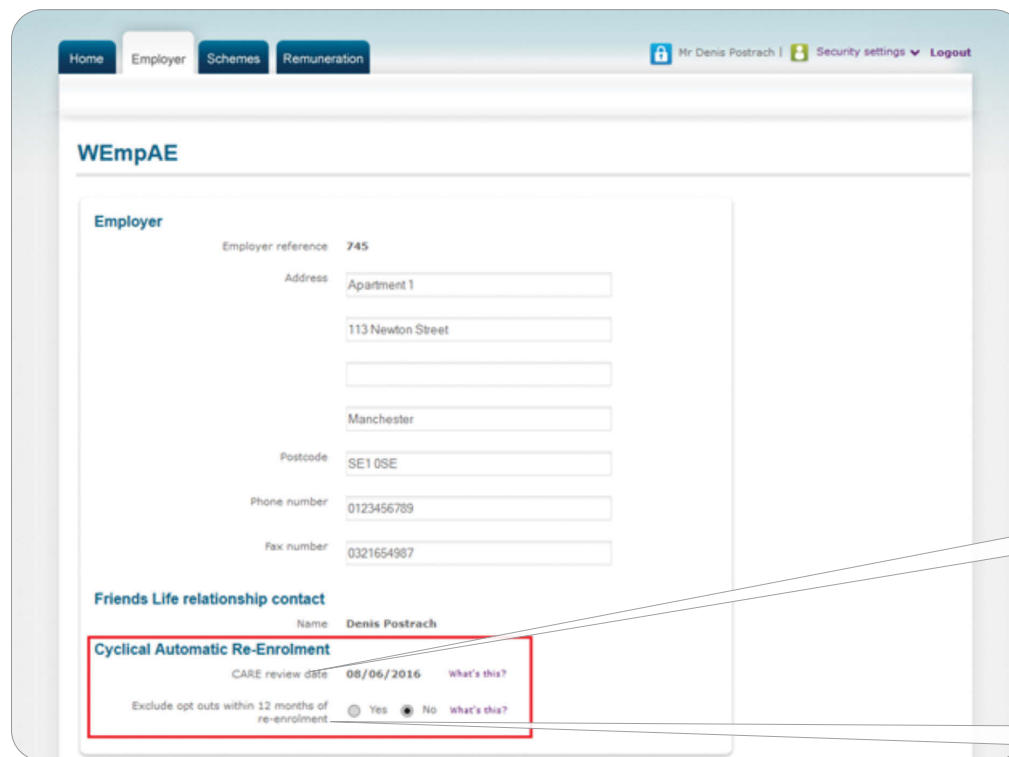 Home Employer Schemes Remuneration Mr Denis Postrach | Security settings Logout
WEmpAE
Employer
Employer reference 745
Address Apartment 1
113 Newton Street
Manchester
Postcode SE1 0SE
Phone number 0123456789
Fax number 0321654987
Friends Life relationship contact
Name Denis Postrach
Cyclical Automatic Re-Enrolment
CARE review date 08/06/2016 What's this?
Exclude opt outs within 12 months of Yes No What's this?
re-enrolment